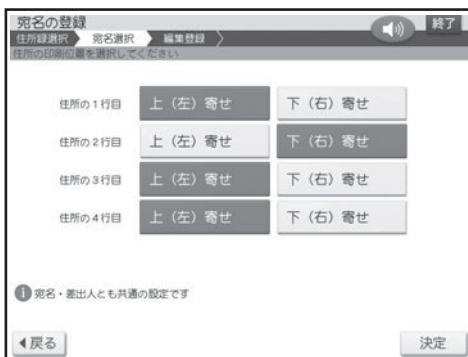 宛名の登録
終了
住所録選択 宛名選択 編集登録
住所の印刷位置を選択してください
住所の1行目 上（左）寄せ 下（右）寄せ
住所の2行目 上（左）寄せ 下（右）寄せ
住所の3行目 上（左）寄せ 下（右）寄せ
住所の4行目 上（左）寄せ 下（右）寄せ
宛名・差出人とも共通の設定です
戻る 決定